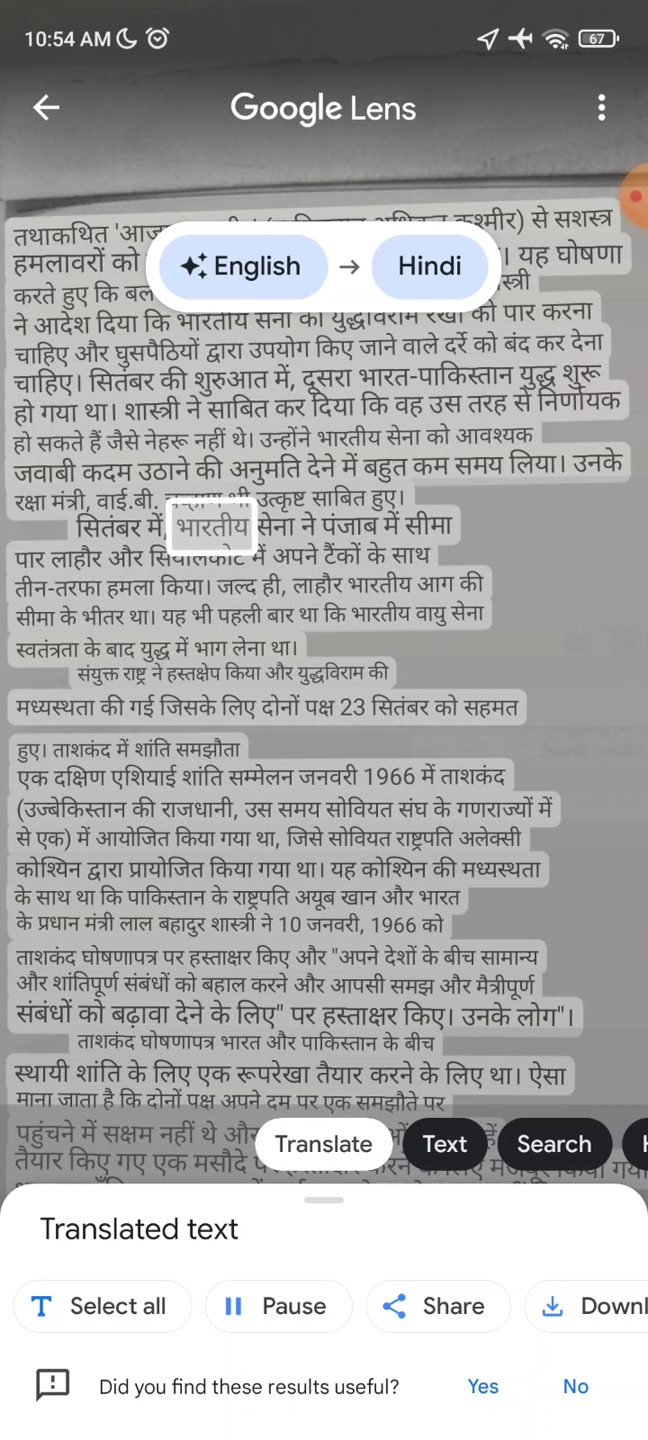 10:54 AM
67
Google Lens
तथाकथित 'आज कश्मीर) से सशस्त्र
हमलावरों को । यह घोषणा
English → Hindi
करते हुए कि बल स्त्री
ने आदेश दिया कि भारतीय सेना को युद्धविराम रेखा को पार करना
चाहिए और घुसपैठियों द्वारा उपयोग किए जाने वाले दर्रे को बंद कर देना
चाहिए। सितंबर की शुरुआत में, दूसरा भारत-पाकिस्तान युद्ध शुरू
हो गया था। शास्त्री ने साबित कर दिया कि वह उस तरह से निर्णायक
हो सकते हैं जैसे नेहरू नहीं थे। उन्होंने भारतीय सेना को आवश्यक
जवाबी कदम उठाने की अनुमति देने में बहुत कम समय लिया। उनके
रक्षा मंत्री, वाई.बी. उत्कृष्ट साबित हुए।
सितंबर में, भारतीय सेना ने पंजाब में सीमा
पार लाहौर और सियालकोट में अपने टैंकों के साथ
तीन-तरफा हमला किया। जल्द ही, लाहौर भारतीय आग की
सीमा के भीतर था। यह भी पहली बार था कि भारतीय वायु सेना
स्वतंत्रता के बाद युद्ध में भाग लेना था।
संयुक्त राष्ट्र ने हस्तक्षेप किया और युद्धविराम की
मध्यस्थता की गई जिसके लिए दोनों पक्ष 23 सितंबर को सहमत
हुए। ताशकंद में शांति समझौता
एक दक्षिण एशियाई शांति सम्मेलन जनवरी 1966 में ताशकंद
(उज्बेकिस्तान की राजधानी, उस समय सोवियत संघ के गणराज्यों में
से एक) में आयोजित किया गया था, जिसे सोवियत राष्ट्रपति अलेक्सी
कोश्यिन द्वारा प्रायोजित किया गया था। यह कोश्यिन की मध्यस्थता
के साथ था कि पाकिस्तान के राष्ट्रपति अयूब खान और भारत
के प्रधान मंत्री लाल बहादुर शास्त्री ने 10 जनवरी, 1966 को
ताशकंद घोषणापत्र पर हस्ताक्षर किए और "अपने देशों के बीच सामान्य
और शांतिपूर्ण संबंधों को बहाल करने और आपसी समझ और मैत्रीपूर्ण
संबंधों को बढ़ावा देने के लिए" पर हस्ताक्षर किए। उनके लोग"।
ताशकंद घोषणापत्र भारत और पाकिस्तान के बीच
स्थायी शांति के लिए एक रूपरेखा तैयार करने के लिए था। ऐसा
माना जाता है कि दोनों पक्ष अपने दम पर एक समझौते पर
पहुंचने में सक्षम नहीं थे और
Translate Text Search
तैयार किए गए एक मसौदे
Translated text
Select all Pause Share Downl
Did you find these results useful? Yes No